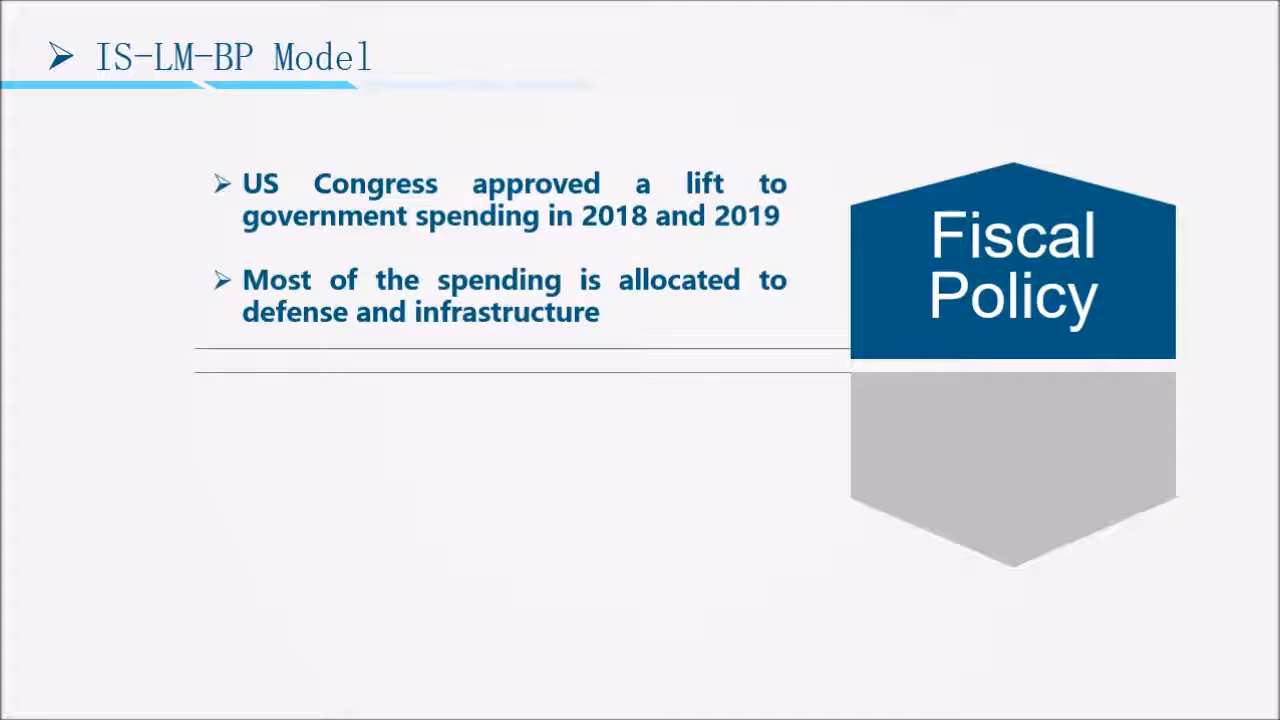 IS-LM-BP Model
US Congress approved a lift to
government spending in 2018 and 2019
Most of the spending is allocated to
defense and infrastructure
Fiscal
Policy